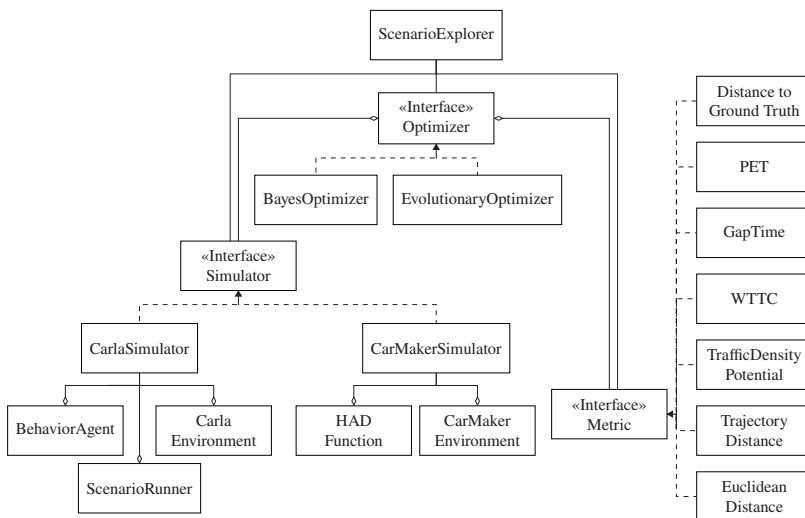 ScenarioExplorer
«Interface»
Optimizer
BayesOptimizer
EvolutionaryOptimizer
«Interface»
Simulator
CarlaSimulator
CarMakerSimulator
BehaviorAgent
Carla
Environment
ScenarioRunner
HAD
Function
CarMaker
Environment
«Interface»
Metric
Distance to
Ground Truth
PET
GapTime
WTTC
TrafficDensity
Potential
Trajectory
Distance
Euclidean
Distance